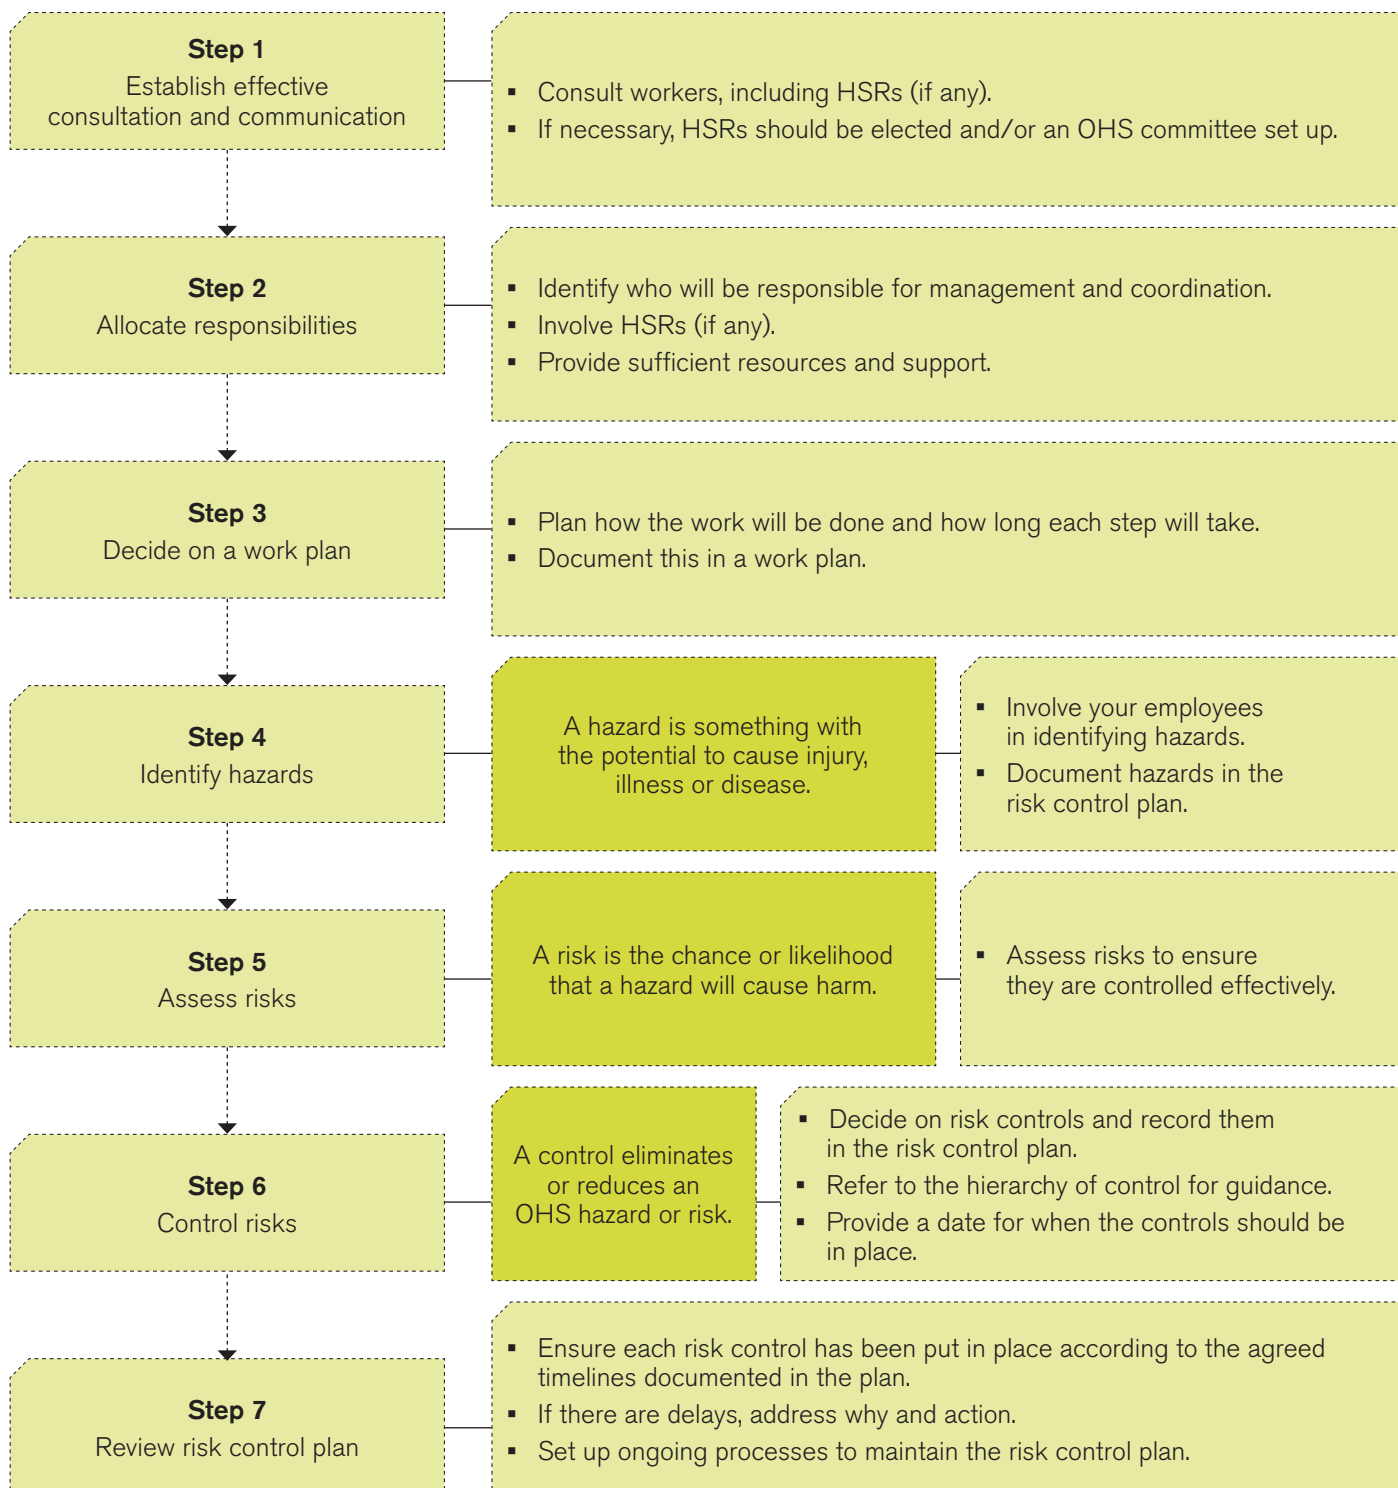 Step 1
Establish effective
consultation and communication
▪ Consult workers, including HSRs (if any).
▪ If necessary, HSRs should be elected and/or an OHS committee set up.
Step 2
Allocate responsibilities
▪ Identify who will be responsible for management and coordination.
▪ Involve HSRs (if any).
▪ Provide sufficient resources and support.
Step 3
Decide on a work plan
▪ Plan how the work will be done and how long each step will take.
▪ Document this in a work plan.
Step 4
Identify hazards
A hazard is something with
the potential to cause injury,
illness or disease.
▪ Involve your employees
in identifying hazards.
▪ Document hazards in the
risk control plan.
Step 5
Assess risks
A risk is the chance or likelihood
that a hazard will cause harm.
▪ Assess risks to ensure
they are controlled effectively.
Step 6
Control risks
A control eliminates
or reduces an
OHS hazard or risk.
▪ Decide on risk controls and record them
in the risk control plan.
▪ Refer to the hierarchy of control for guidance.
▪ Provide a date for when the controls should be
in place.
Step 7
Review risk control plan
▪ Ensure each risk control has been put in place according to the agreed
timelines documented in the plan.
▪ If there are delays, address why and action.
▪ Set up ongoing processes to maintain the risk control plan.